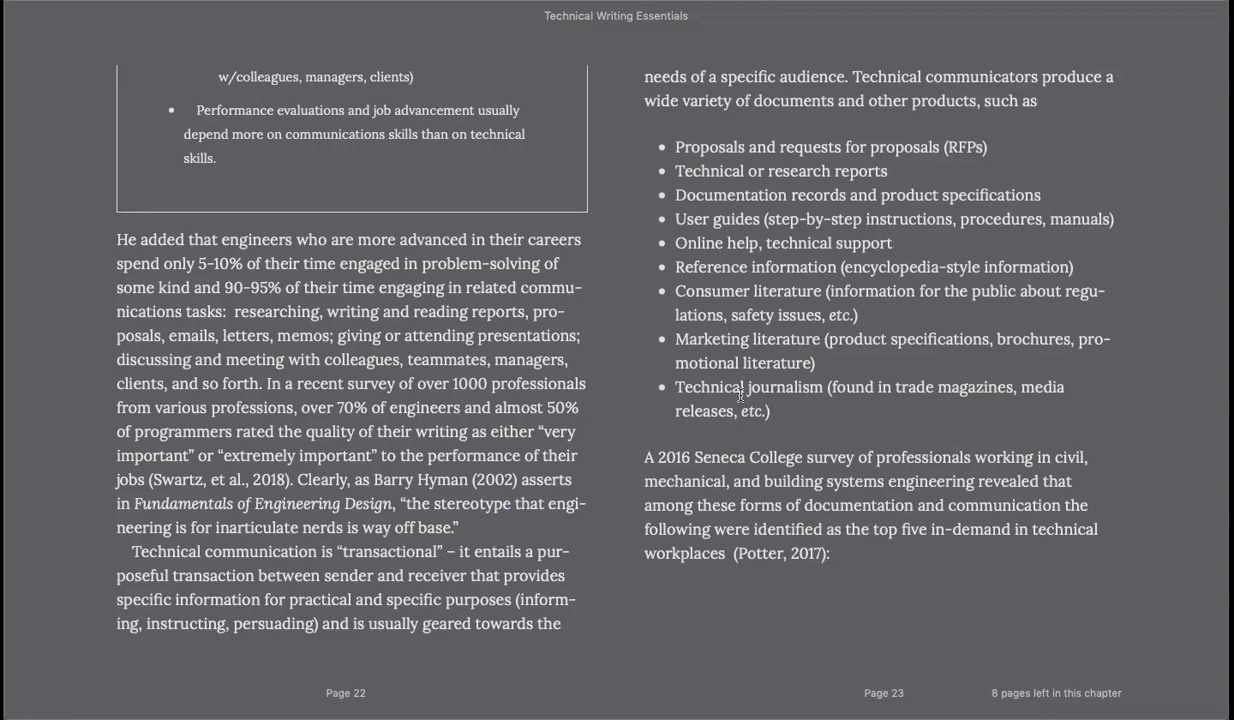 Technical Writing Essentials
w/colleagues, managers, clients)
• Performance evaluations and job advancement usually
depend more on communications skills than on technical
skills.
He added that engineers who are more advanced in their careers
spend only 5-10% of their time engaged in problem-solving of
some kind and 90-95% of their time engaging in related commu-
nications tasks:  researching, writing and reading reports, pro-
posals, emails, letters, memos; giving or attending presentations;
discussing and meeting with colleagues, teammates, managers,
clients, and so forth. In a recent survey of over 1000 professionals
from various professions, over 70% of engineers and almost 50%
of programmers rated the quality of their writing as either “very
important” or “extremely important” to the performance of their
jobs (Swartz, et al., 2018). Clearly, as Barry Hyman (2002) asserts
in Fundamentals of Engineering Design, “the stereotype that engi-
neering is for inarticulate nerds is way off base.”
Technical communication is “transactional” – it entails a pur-
poseful transaction between sender and receiver that provides
specific information for practical and specific purposes (inform-
ing, instructing, persuading) and is usually geared towards the
Page 22
needs of a specific audience. Technical communicators produce a
wide variety of documents and other products, such as
• Proposals and requests for proposals (RFPs)
• Technical or research reports
• Documentation records and product specifications
• User guides (step-by-step instructions, procedures, manuals)
• Online help, technical support
• Reference information (encyclopedia-style information)
• Consumer literature (information for the public about regu-
lations, safety issues, etc.)
• Marketing literature (product specifications, brochures, pro-
motional literature)
• Technical journalism (found in trade magazines, media
releases, etc.)
A 2016 Seneca College survey of professionals working in civil,
mechanical, and building systems engineering revealed that
among these forms of documentation and communication the
following were identified as the top five in-demand in technical
workplaces  (Potter, 2017):
Page 23
8 pages left in this chapter